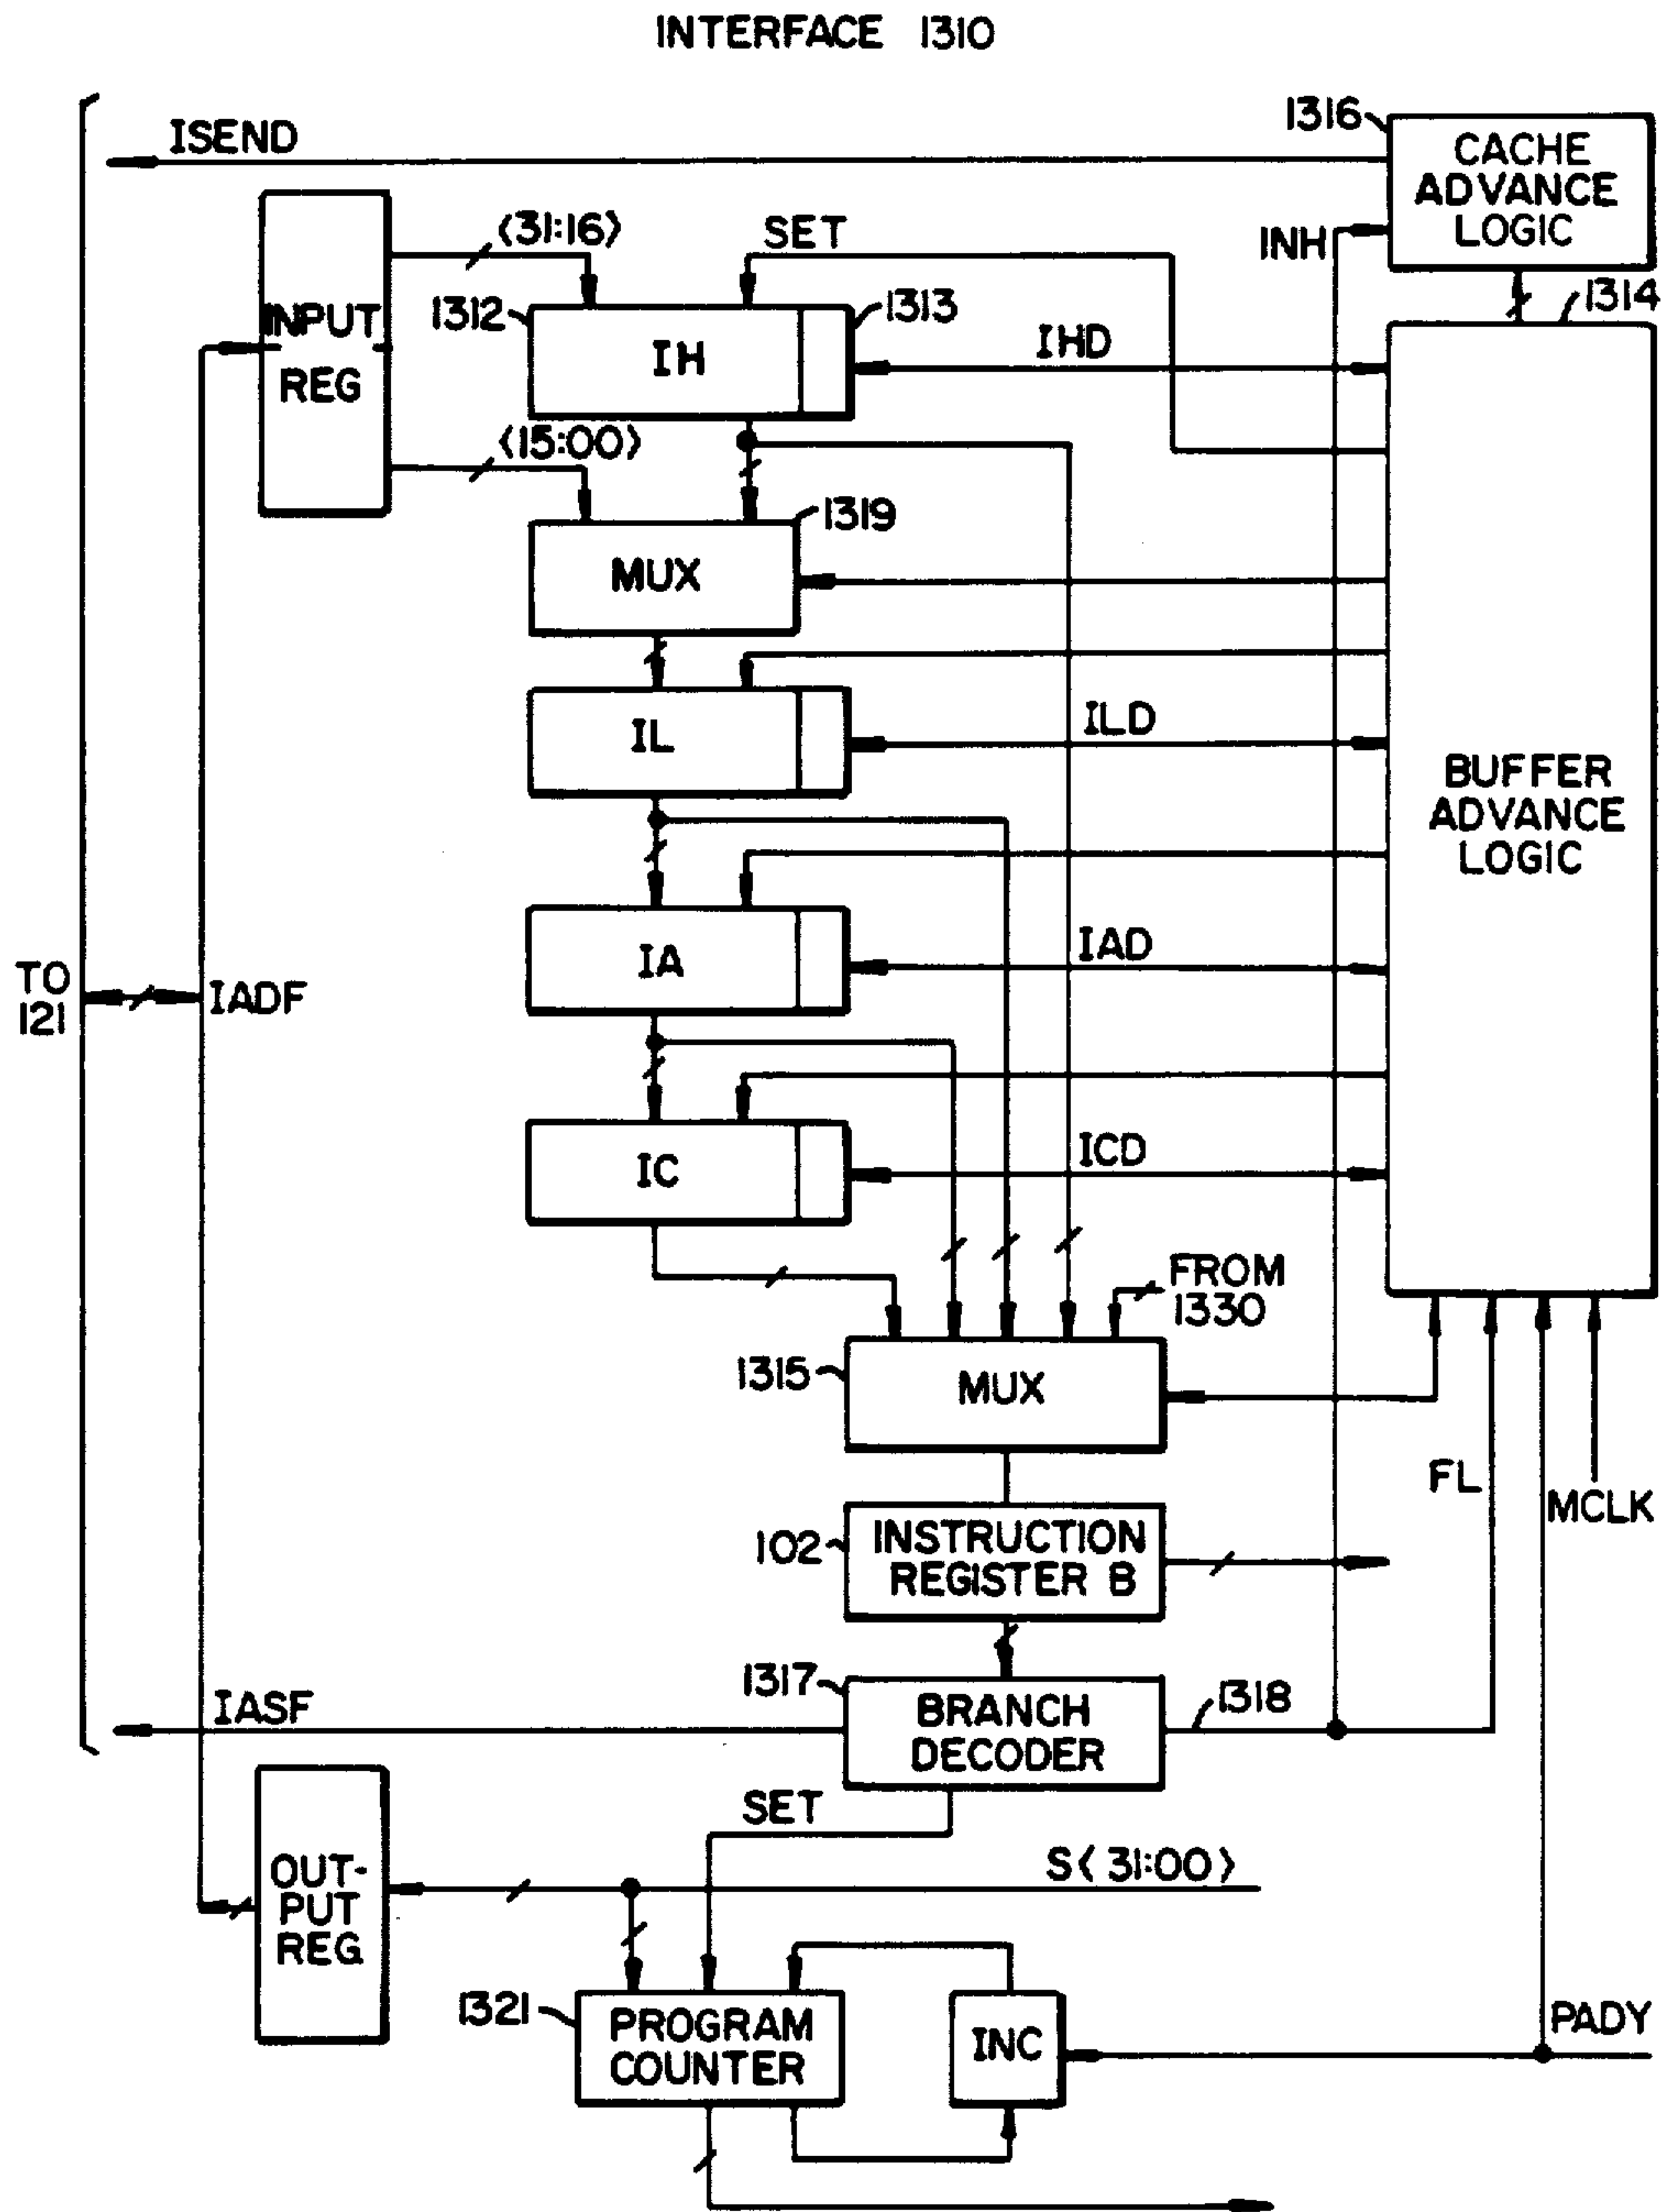 INTERFACE 1310
ISEND
1316
CACHE
ADVANCE
LOGIC
<31:16>
SET
INH
1314
INPUT
REG
1312
1313
IH
IHD
<15:00>
1319
MUX
IL
ILD
BUFFER
ADVANCE
LOGIC
IA
IAD
TO
121
IADF
IC
ICD
FROM
1330
1315
MUX
FL
MCLK
102
INSTRUCTION
REGISTER B
1317
1318
IASF
BRANCH
DECODER
SET
S<31:00>
OUT-
PUT
REG
1321
PROGRAM
COUNTER
INC
PADY